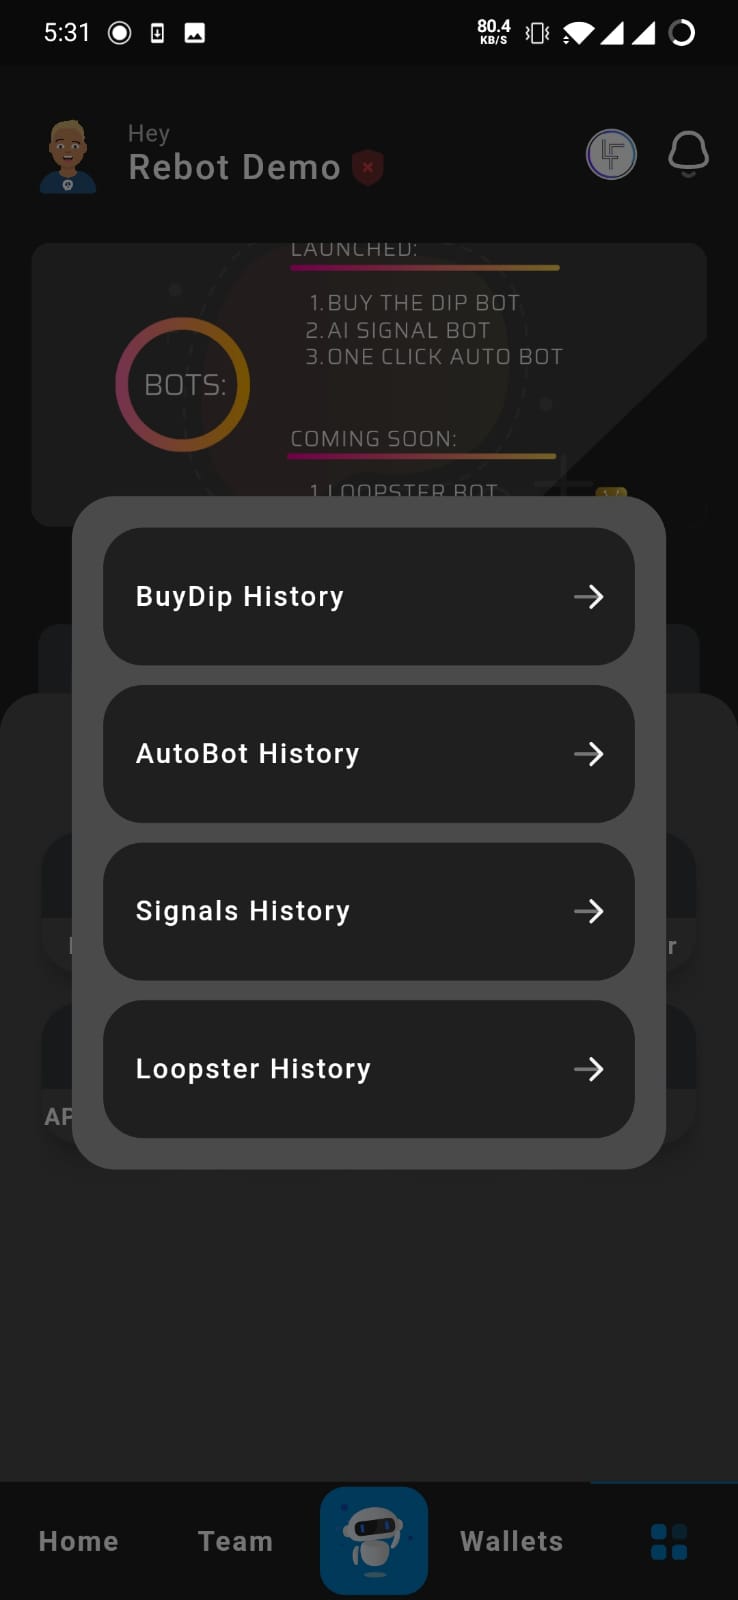 5:31
80.4
KB/S
Hey
Rebot Demo
LAUNCHED:
1.BUY THE DIP BOT
2.AI SIGNAL BOT
3.ONE CLICK AUTO BOT
BOTS:
COMING SOON:
1.LOOPSTER BOT
BuyDip History
AutoBot History
Signals History
Loopster History
Home
Team
Wallets